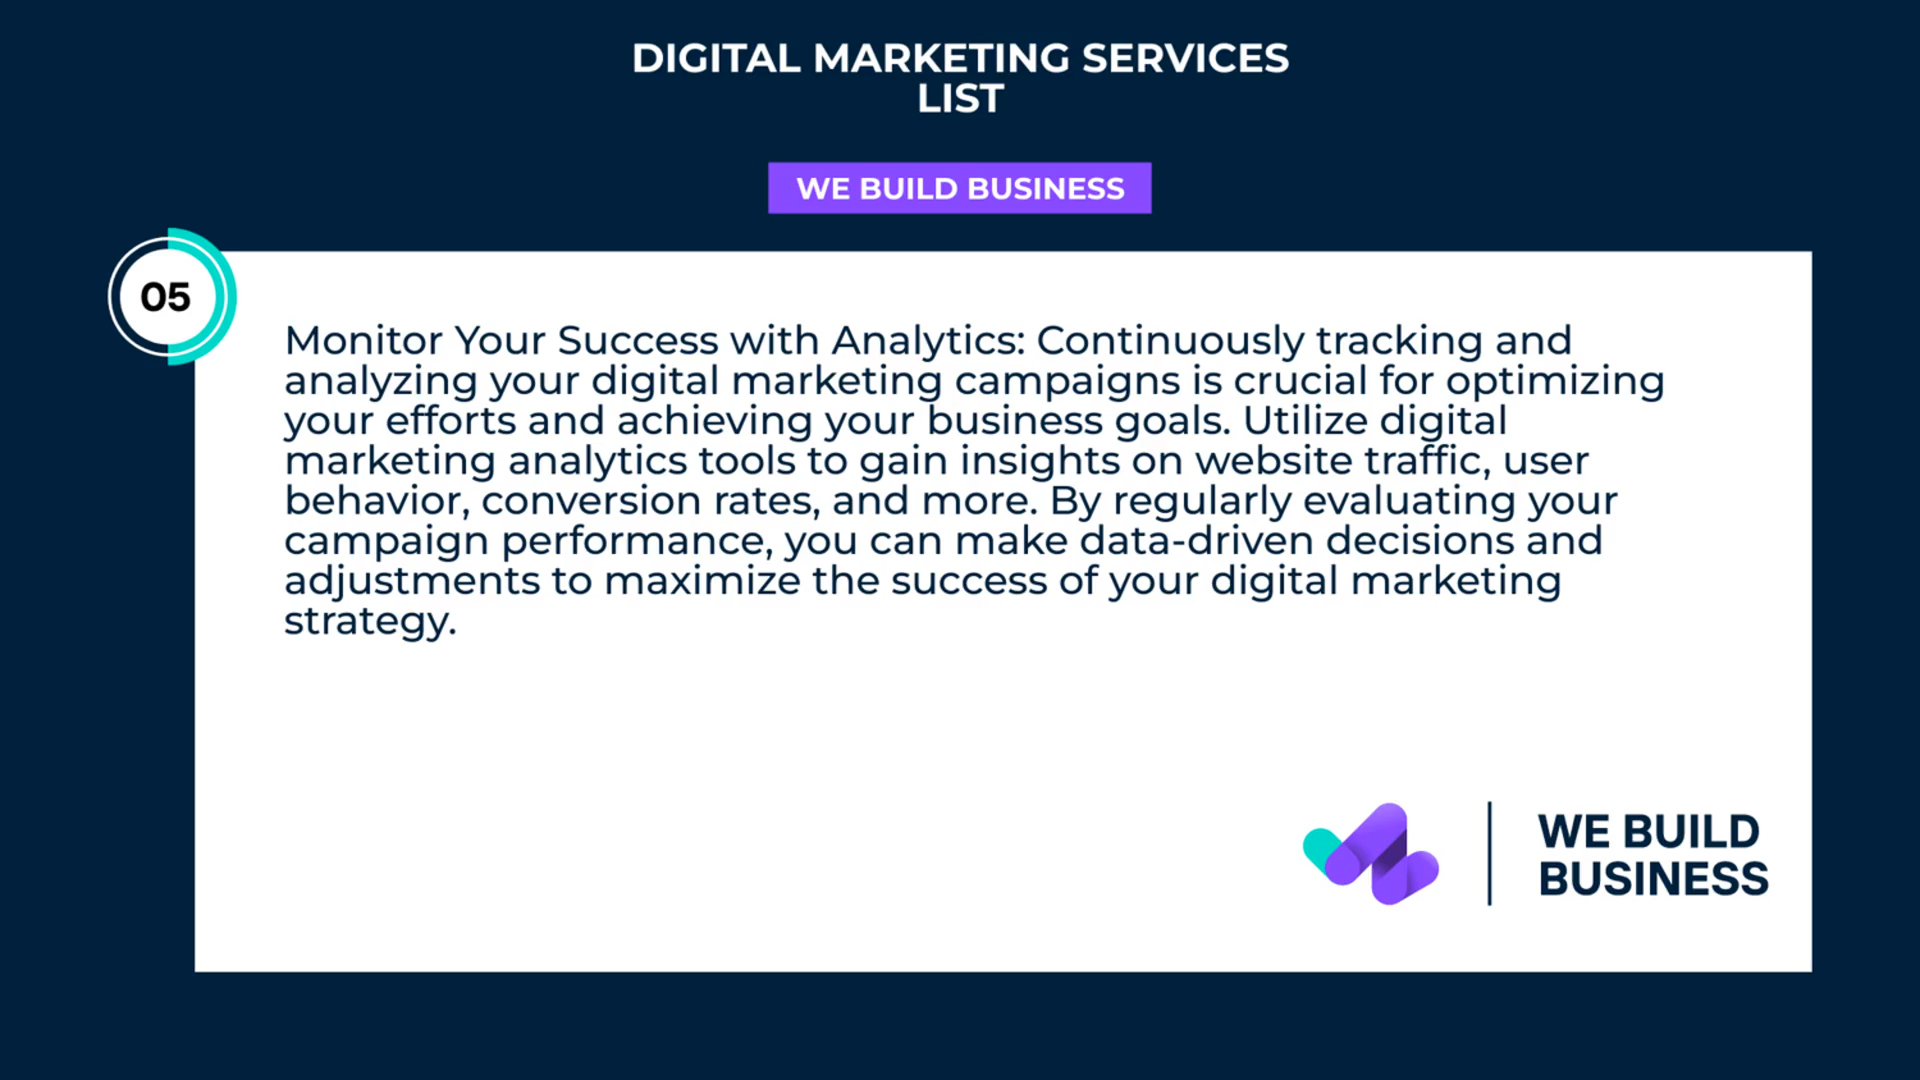 DIGITAL MARKETING SERVICES
LIST
WE BUILD BUSINESS
05
Monitor Your Success with Analytics: Continuously tracking and
analyzing your digital marketing campaigns is crucial for optimizing
your efforts and achieving your business goals. Utilize digital
marketing analytics tools to gain insights on website traffic, user
behavior, conversion rates, and more. By regularly evaluating your
campaign performance, you can make data-driven decisions and
adjustments to maximize the success of your digital marketing
strategy.
WE BUILD
BUSINESS